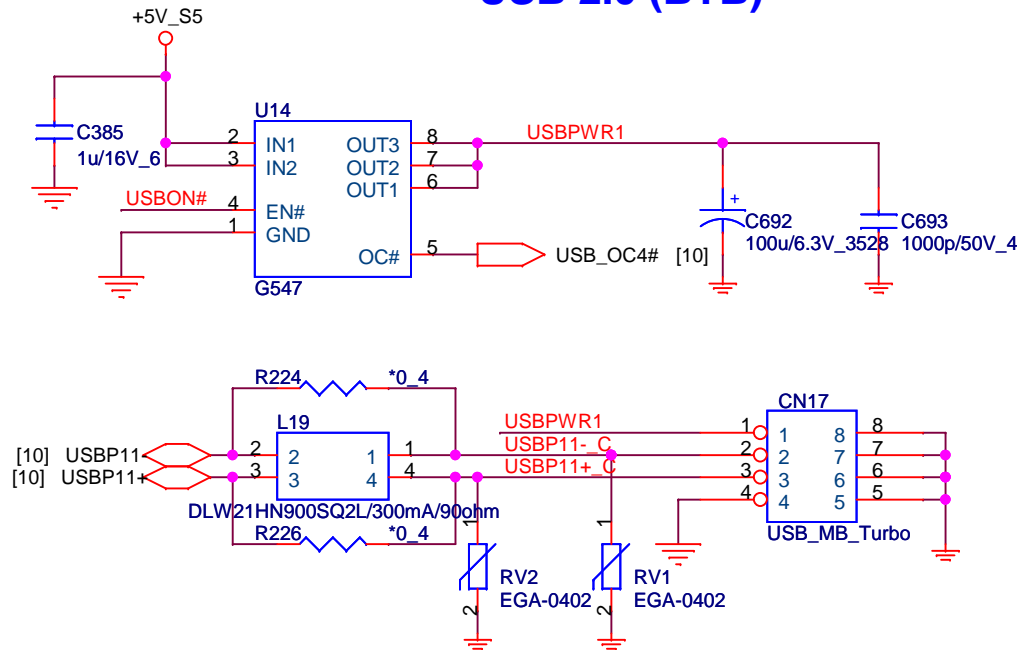 +5V_S5
C385
1u/16V_6
U14
2 IN1 OUT3 8
3 IN2 OUT2 7
OUT1 6
USBPWR1
USBON# 4 EN#
1 GND
OC# 5 USB_OC4# [10]
G547
+
C692
100u/6.3V_3528
C693
1000p/50V_4
R224 *0_4
L19
[10] USBP11- 2 2 1 1
[10] USBP11+ 3 3 4 4
DLW21HN900SQ2L/300mA/90ohm
R226 *0_4
USBPWR1
USBP11-_C
USBP11+_C
1 2
RV2
EGA-0402
1 2
RV1
EGA-0402
CN17
1 1 8 8
2 2 7 7
3 3 6 6
4 4 5 5
USB_MB_Turbo